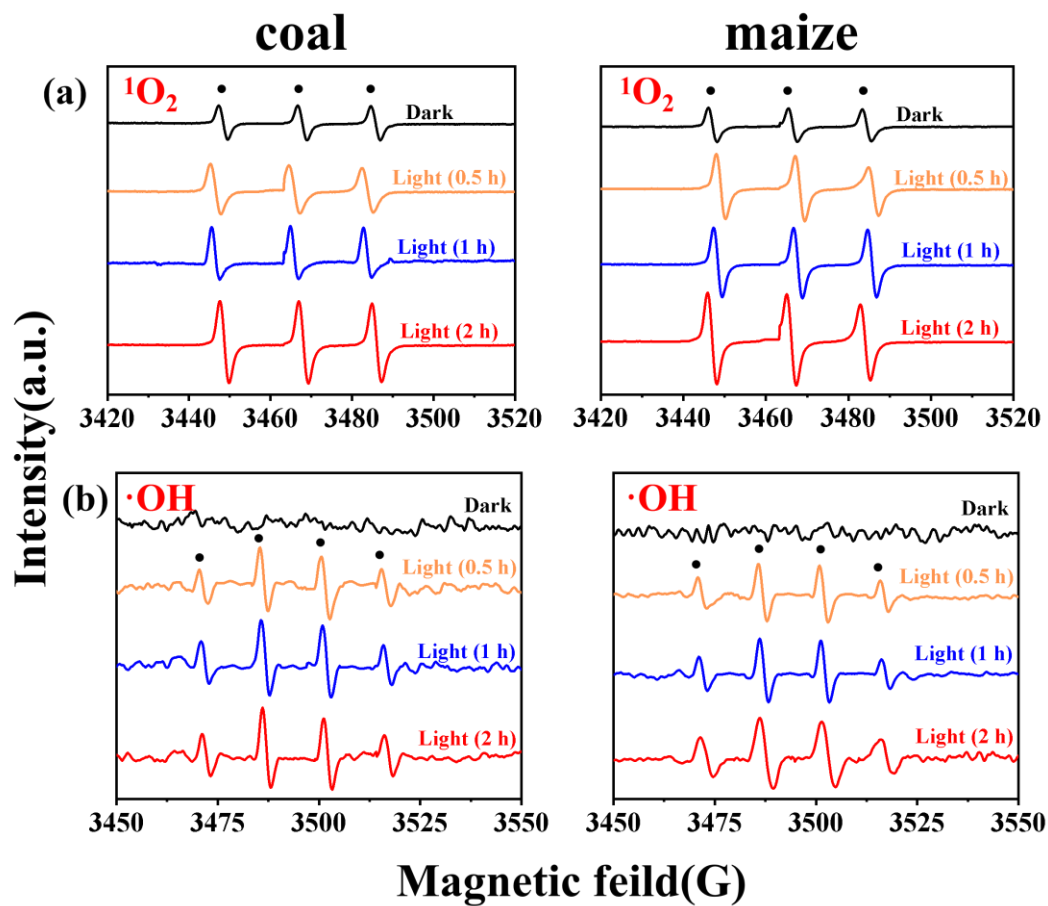 coal
maize
(a)
¹O₂
Dark
Light (0.5 h)
Light (1 h)
Light (2 h)
3420 3440 3460 3480 3500 3520
¹O₂
Dark
Light (0.5 h)
Light (1 h)
Light (2 h)
3420 3440 3460 3480 3500 3520
Intensity(a.u.)
(b)
·OH
Dark
Light (0.5 h)
Light (1 h)
Light (2 h)
3450 3475 3500 3525 3550
·OH
Dark
Light (0.5 h)
Light (1 h)
Light (2 h)
3450 3475 3500 3525 3550
Magnetic feild(G)